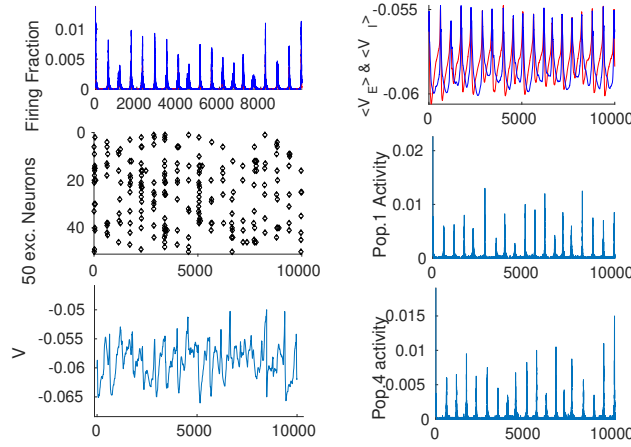 Firing Fraction
0.01
0.005
0
0 2000 4000 6000 8000
<V_E> & <V_I>
-0.055
-0.06
0 5000 10000
50 exc. Neurons
0
20
40
0 5000 10000
Pop.1 Activity
0.02
0.01
0
0 5000 10000
V
-0.05
-0.055
-0.06
-0.065
0 5000 10000
Pop.4 activity
0.015
0.01
0.005
0
0 5000 10000